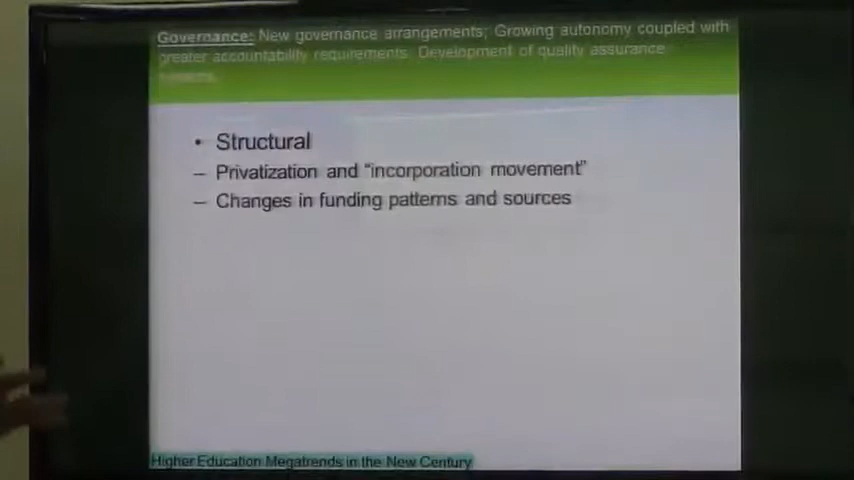 Governance: New governance arrangements; Growing autonomy coupled with
greater accountability requirements. Development of quality assurance
systems.
• Structural
– Privatization and “incorporation movement”
– Changes in funding patterns and sources
Higher Education Megatrends in the New Century